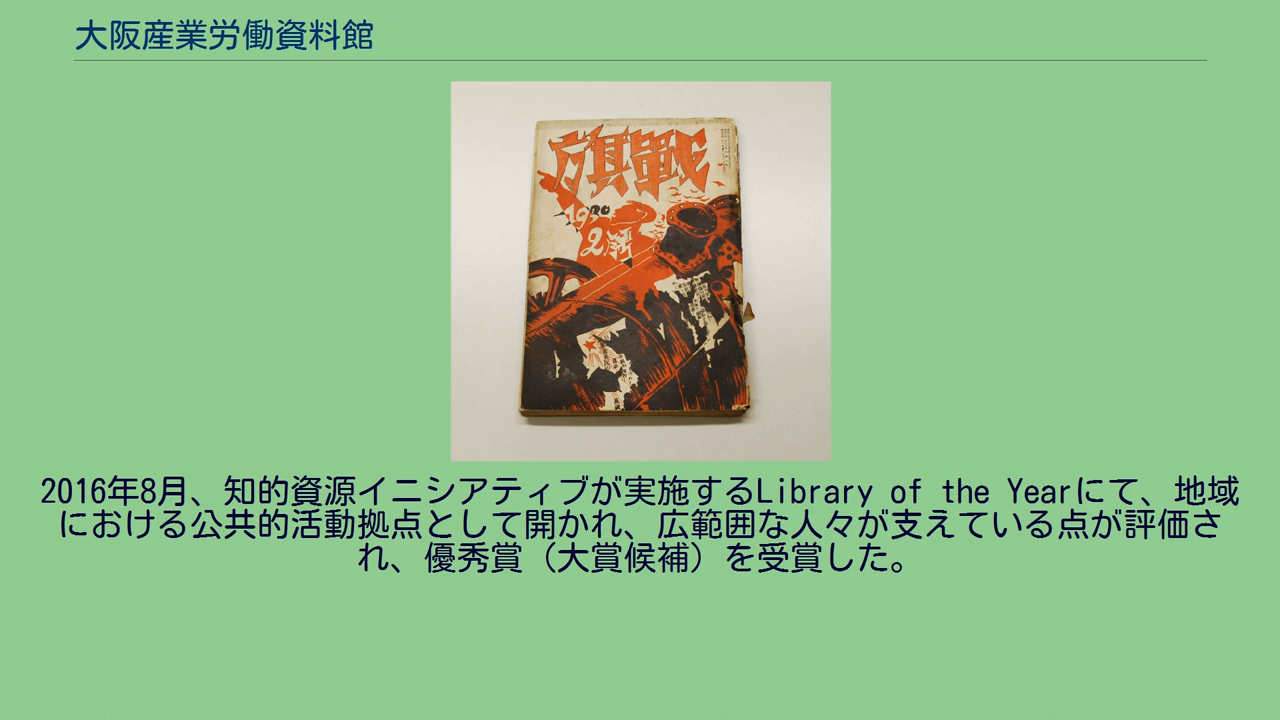 大阪産業労働資料館
戦旗
1930
2月号
2016年8月、知的資源イニシアティブが実施するLibrary of the Yearにて、地域
における公共的活動拠点として開かれ、広範囲な人々が支えている点が評価さ
れ、優秀賞（大賞候補）を受賞した。